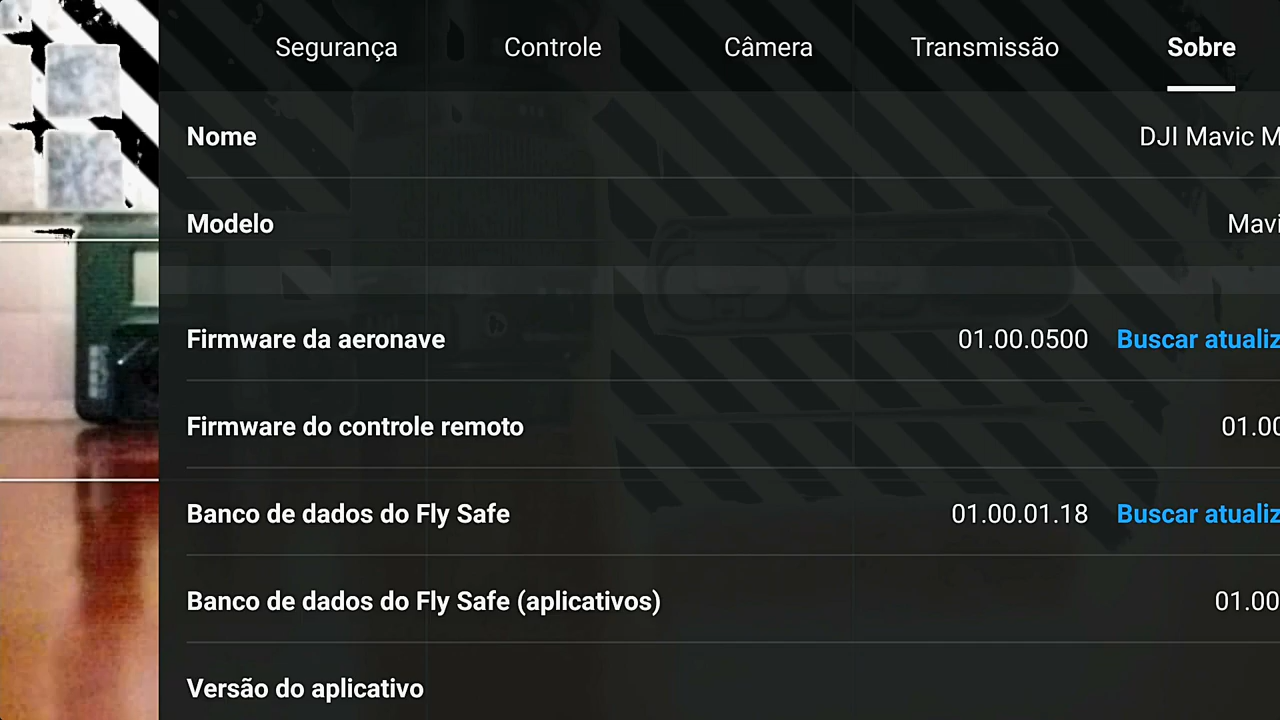 Segurança Controle Câmera Transmissão Sobre
Nome DJI Mavic M
Modelo Mavi
Firmware da aeronave 01.00.0500 Buscar atualiz
Firmware do controle remoto 01.00
Banco de dados do Fly Safe 01.00.01.18 Buscar atualiz
Banco de dados do Fly Safe (aplicativos) 01.00
Versão do aplicativo